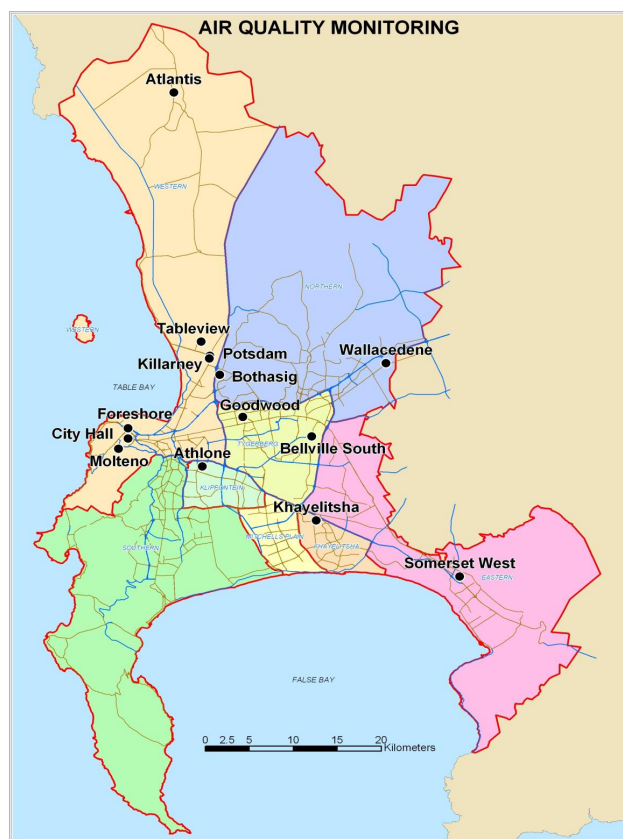 AIR QUALITY MONITORING
Atlantis
WESTERN
NORTHERN
WESTERN
Tableview
Potsdam
Killarney
Wallacedene
Bothasig
TABLE BAY
Goodwood
Foreshore
City Hall
TYGERBERG
Bellville South
Molteno
Athlone
KLIPFONTEIN
Khayelitsha
MITCHELLS PLAIN
KHAYELITSHA
SOUTHERN
Somerset West
EASTERN
FALSE BAY
0 2.5 5 10 15 20
Kilometers